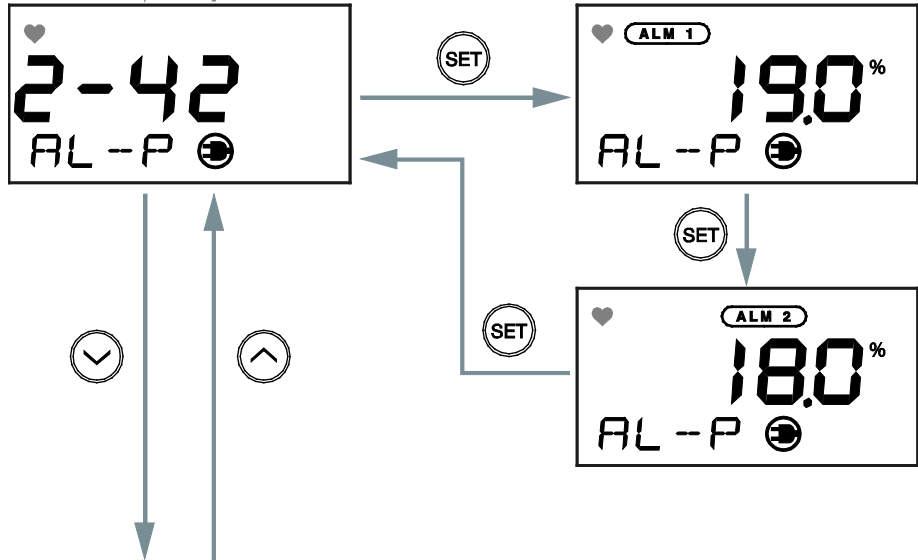 2-42
AL--P
SET
ALM 1
19.0%
AL--P
SET
ALM 2
18.0%
AL--P
SET